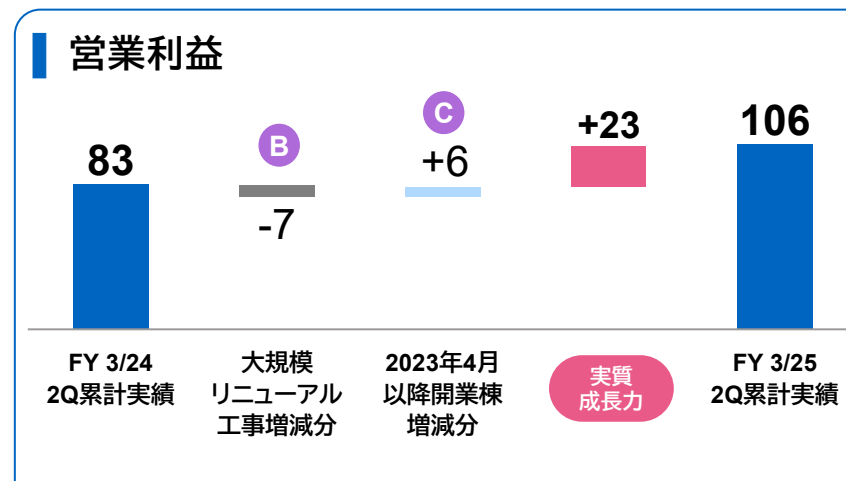 営業利益
83
B
-7
C
+6
+23
106
FY 3/24
2Q累計実績
大規模
リニューアル
工事増減分
2023年4月
以降開業棟
増減分
実質
成長力
FY 3/25
2Q累計実績